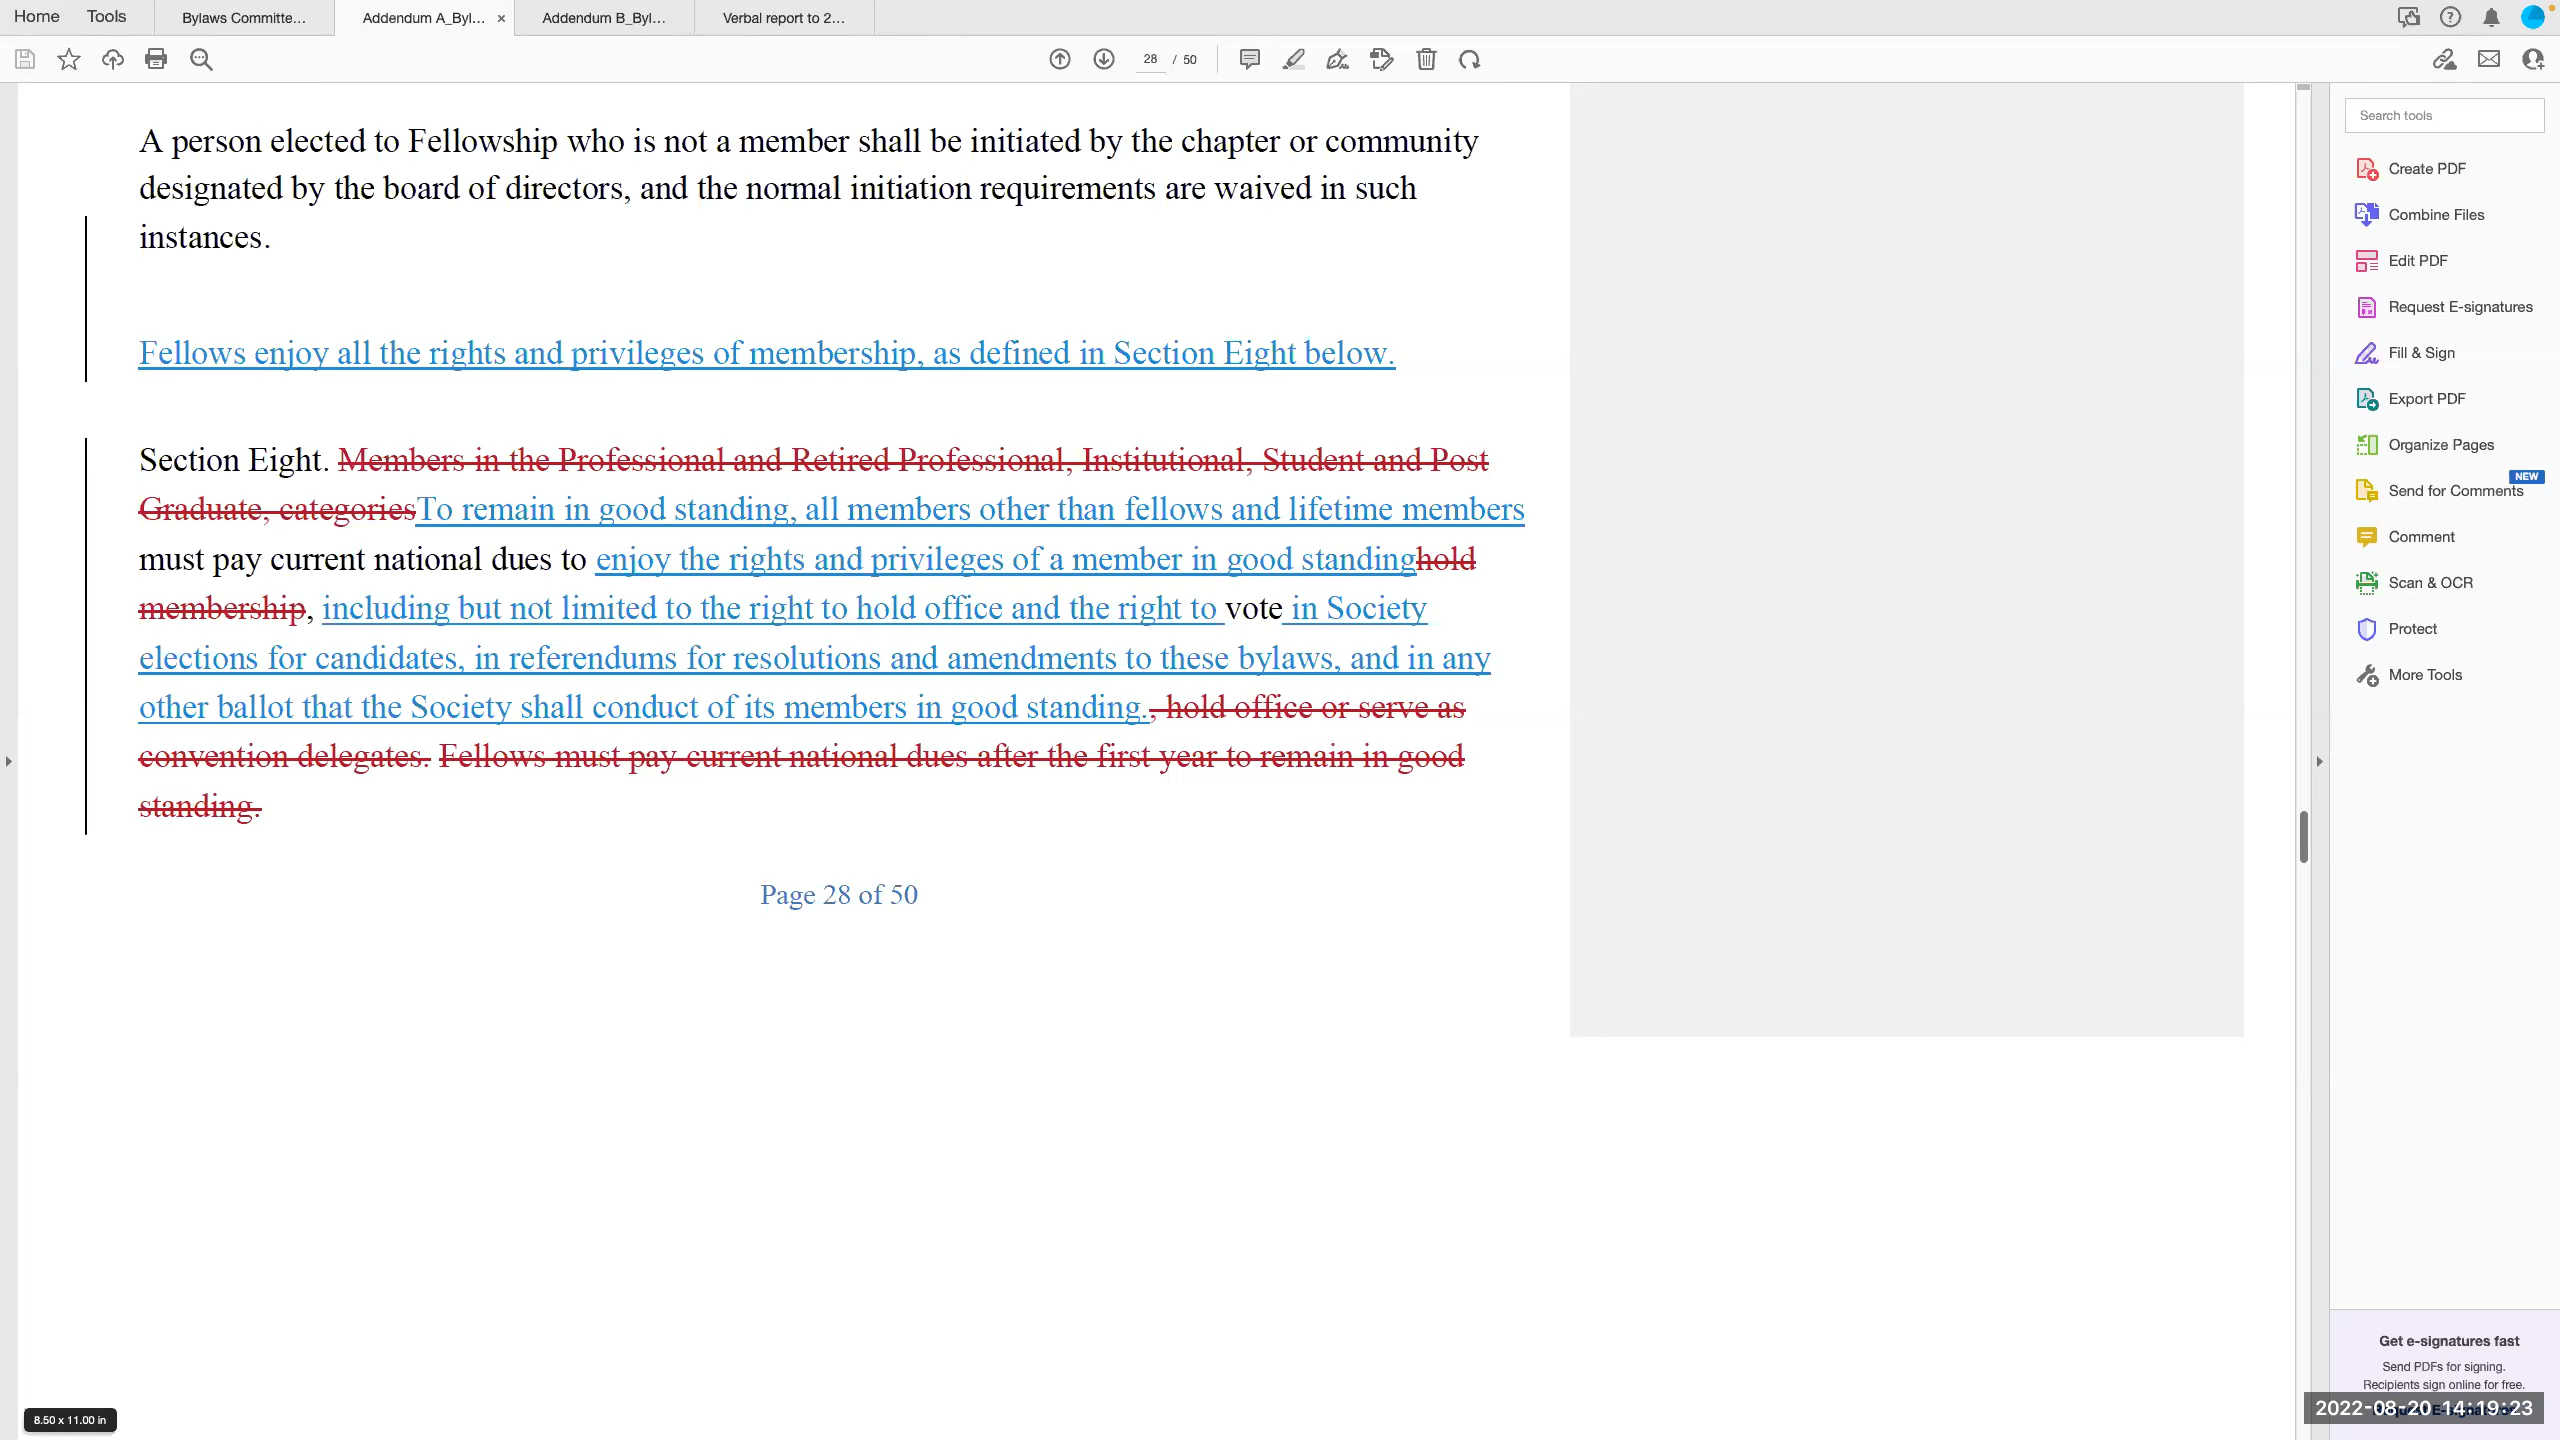 Home Tools Bylaws Committe... Addendum A_Byl... × Addendum B_Byl... Verbal report to 2...
28 / 50
A person elected to Fellowship who is not a member shall be initiated by the chapter or community
designated by the board of directors, and the normal initiation requirements are waived in such
instances.
Fellows enjoy all the rights and privileges of membership, as defined in Section Eight below.
Section Eight. Members in the Professional and Retired Professional, Institutional, Student and Post
Graduate, categoriesTo remain in good standing, all members other than fellows and lifetime members
must pay current national dues to enjoy the rights and privileges of a member in good standinghold
membership, including but not limited to the right to hold office and the right to vote in Society
elections for candidates, in referendums for resolutions and amendments to these bylaws, and in any
other ballot that the Society shall conduct of its members in good standing., hold office or serve as
convention delegates. Fellows must pay current national dues after the first year to remain in good
standing.
Page 28 of 50
8.50 x 11.00 in
Search tools
Create PDF
Combine Files
Edit PDF
Request E-signatures
Fill & Sign
Export PDF
Organize Pages
NEW
Send for Comments
Comment
Scan & OCR
Protect
More Tools
Get e-signatures fast
Send PDFs for signing.
Recipients sign online for free.
2022-08-20 14:19:23